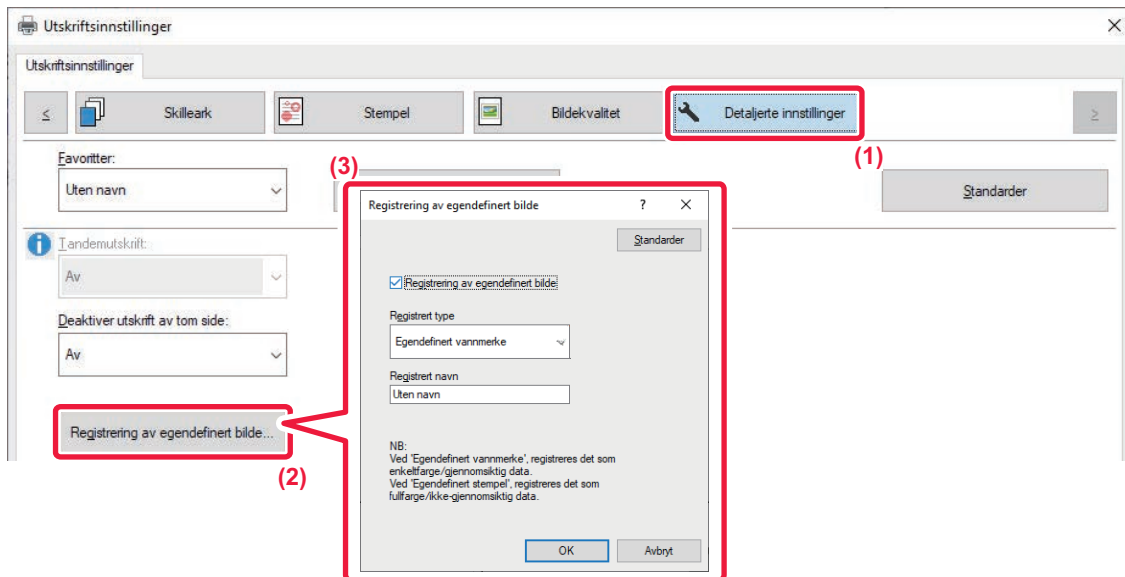 Utskriftsinnstillinger
Utskriftsinnstillinger
<
Skilleark
Stempel
Bildekvalitet
Detaljerte innstillinger
>
(1)
Favoritter:
Uten navn
Standarder
Tandemutskrift:
Av
Deaktiver utskrift av tom side:
Av
Registrering av egendefinert bilde...
(2)
(3)
Registrering av egendefinert bilde
?
Standarder
Registrering av egendefinert bilde
Registrert type
Egendefinert vannmerke
Registrert navn
Uten navn
NB:
Ved 'Egendefinert vannmerke', registreres det som
enkeltfarge/gjennomsiktig data.
Ved 'Egendefinert stempel', registreres det som
fullfarge/ikke-gjennomsiktig data.
OK
Avbryt